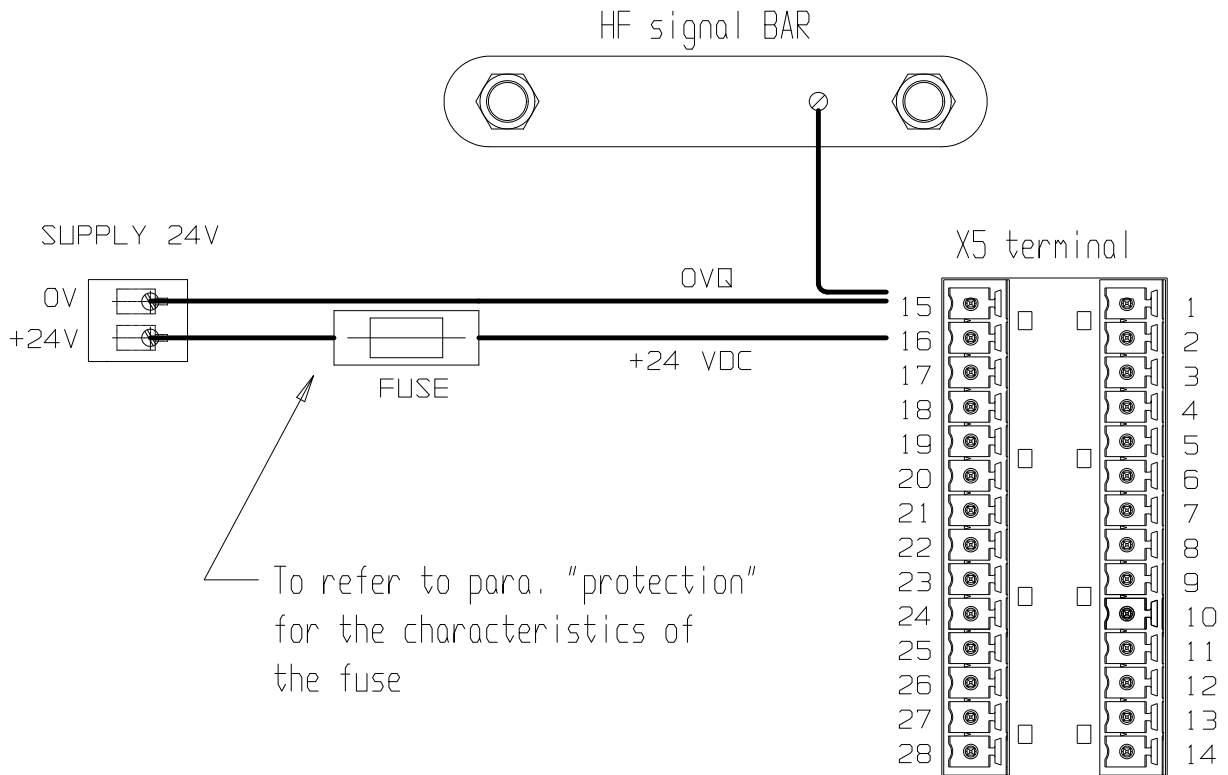 HF signal BAR
SUPPLY 24V
X5 terminal
0V
0VQ
+24V
+24 VDC
FUSE
To refer to para. "protection"
for the characteristics of
the fuse
15 1
16 2
17 3
18 4
19 5
20 6
21 7
22 8
23 9
24 10
25 11
26 12
27 13
28 14